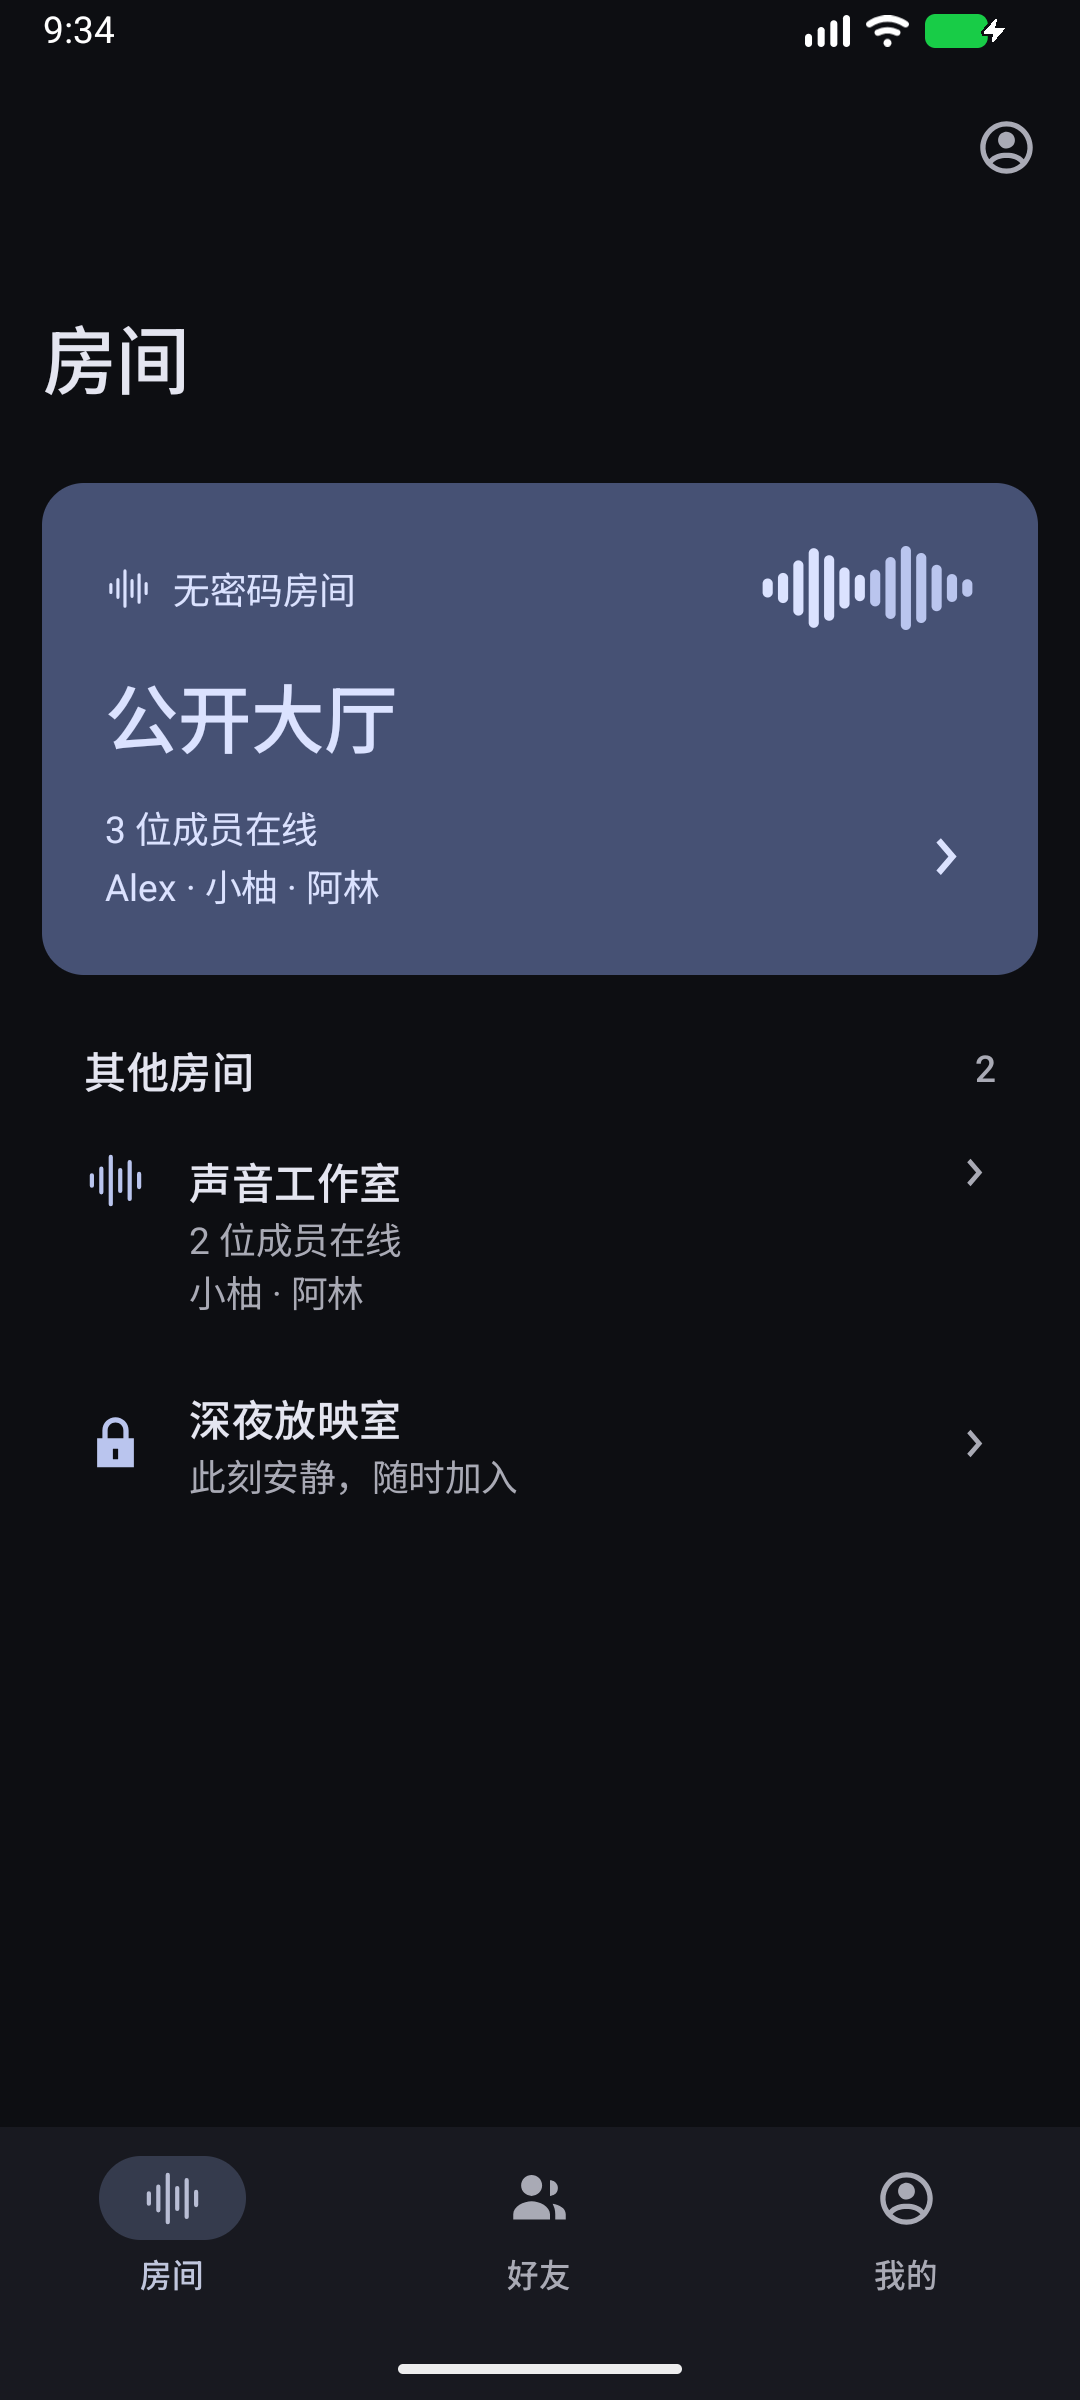 9:34
房间
无密码房间
公开大厅
3 位成员在线
Alex · 小柚 · 阿林
其他房间
2
声音工作室
2 位成员在线
小柚 · 阿林
深夜放映室
此刻安静，随时加入
房间
好友
我的